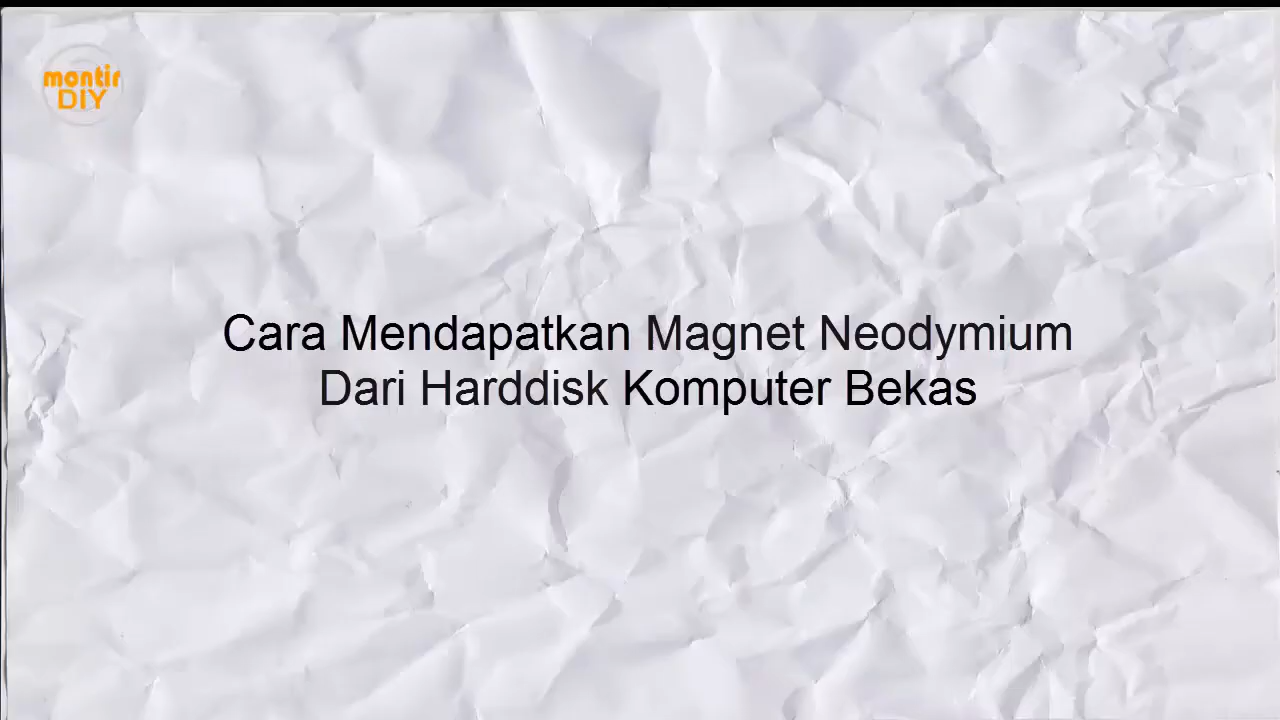 montir
DIY
Cara Mendapatkan Magnet Neodymium
Dari Harddisk Komputer Bekas